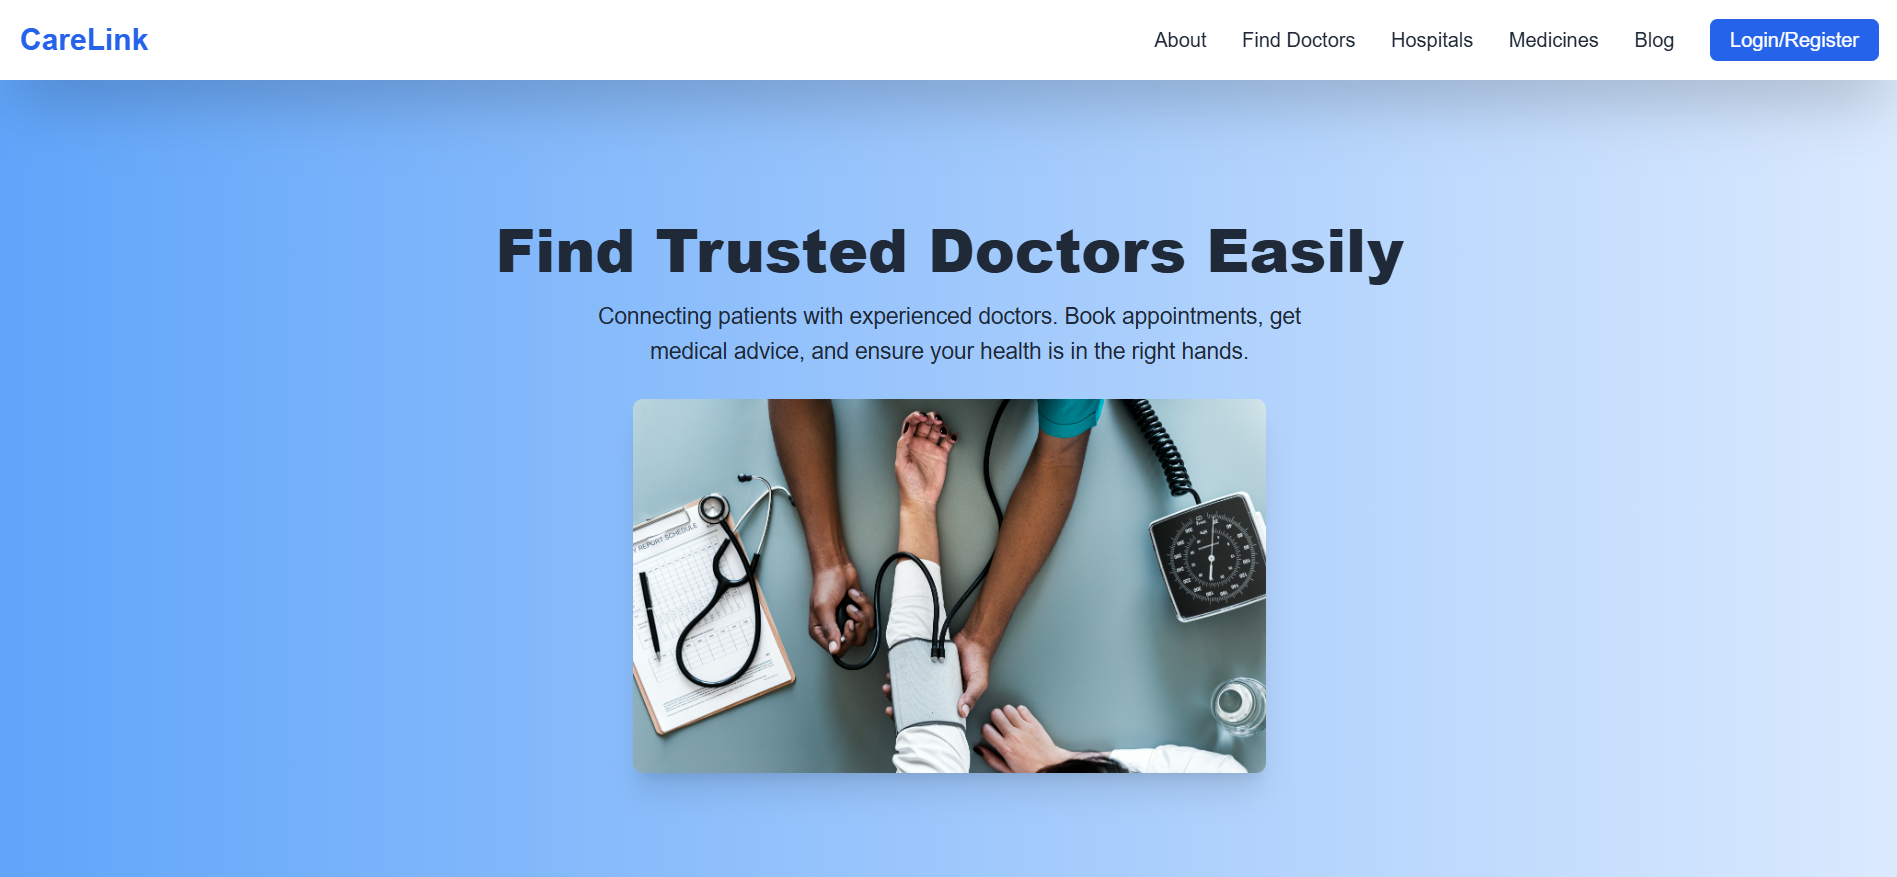 CareLink
About
Find Doctors
Hospitals
Medicines
Blog
Login/Register
Find Trusted Doctors Easily
Connecting patients with experienced doctors. Book appointments, get
medical advice, and ensure your health is in the right hands.
REPORT SCHEDULE